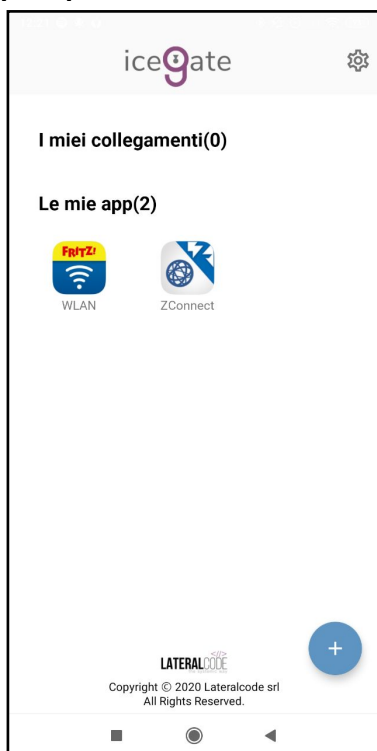 icegate
I miei collegamenti(0)
Le mie app(2)
FRITZ!
WLAN
ZConnect
+
LATERALCODE
Copyright © 2020 Lateralcode srl
All Rights Reserved.